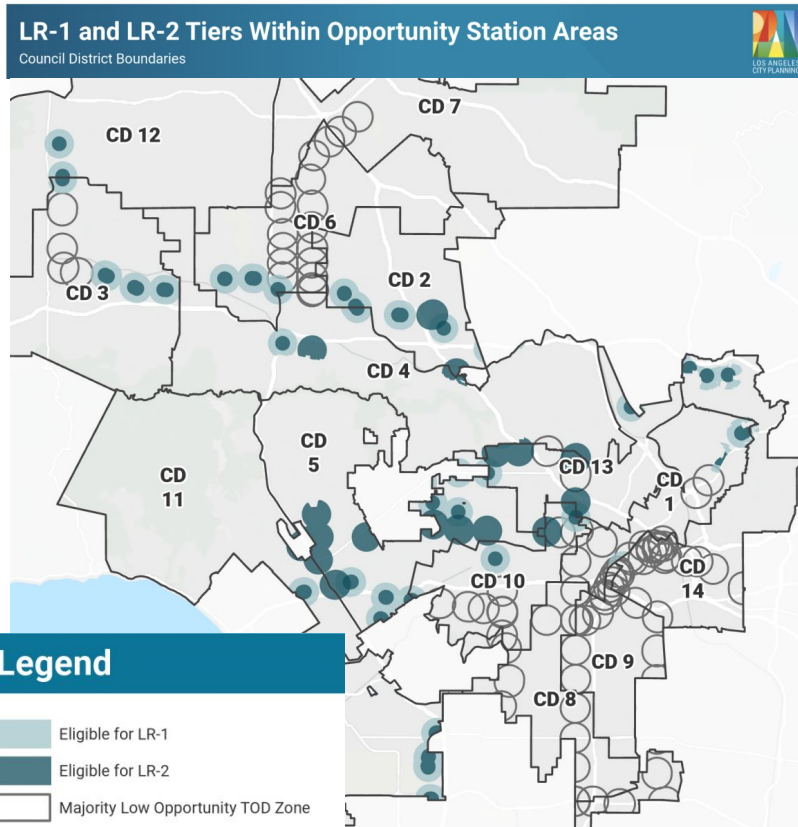 LR-1 and LR-2 Tiers Within Opportunity Station Areas
Council District Boundaries
LOS ANGELES
CITY PLANNING
CD 7
CD 12
CD 6
CD 2
CD 3
CD 4
CD
5
CD 13
CD
11
CD
1
CD 10
CD
14
CD 9
CD 8
Legend
Eligible for LR-1
Eligible for LR-2
Majority Low Opportunity TOD Zone